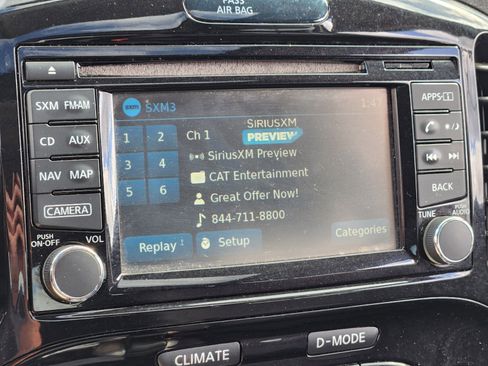 PASS
AIR BAG
SXM FM·AM
CD AUX
NAV MAP
CAMERA
PUSH
ON-OFF
VOL
sxm SXM3
1 2
3 4
5 6
Ch 1
SIRIUSXM
PREVIEW
SiriusXM Preview
CAT Entertainment
Great Offer Now!
844-711-8800
Replay
Setup
Categories
APPS·i
BACK
TUNE
PUSH
AUDIO
CLIMATE
D-MODE